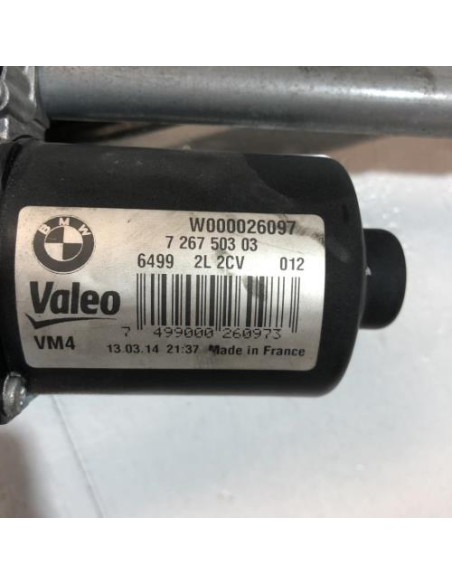 BMW
W000026097
7 267 503 03
6499 2L 2CV 012
Valeo
7 499000 260973
VM4
13.03.14 21:37 Made in France